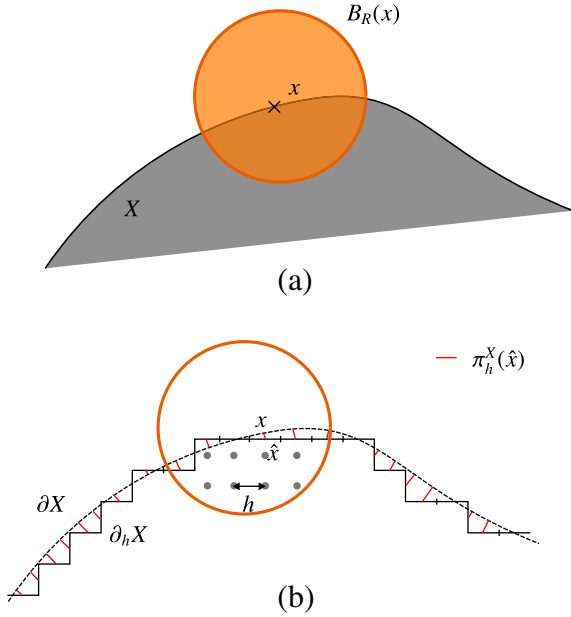 B_R(x)
x
X
(a)
π_h^X(x̂)
x
x̂
h
∂X
∂_hX
(b)